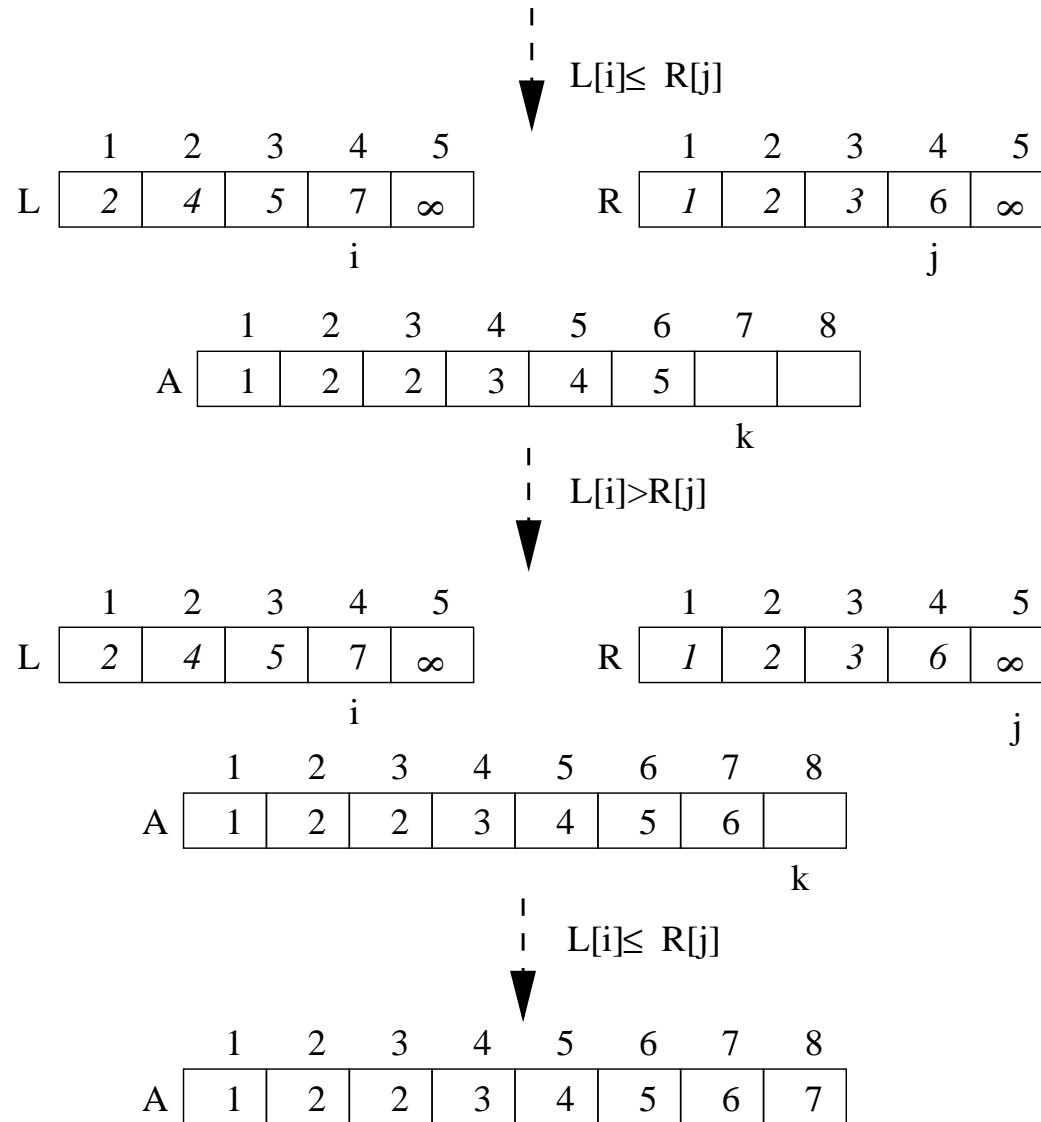 L[i]≤ R[j]
1 2 3 4 5 1 2 3 4 5
L 2 4 5 7 ∞ R 1 2 3 6 ∞
i j
1 2 3 4 5 6 7 8
A 1 2 2 3 4 5
k
L[i]>R[j]
1 2 3 4 5 1 2 3 4 5
L 2 4 5 7 ∞ R 1 2 3 6 ∞
i j
1 2 3 4 5 6 7 8
A 1 2 2 3 4 5 6
k
L[i]≤ R[j]
1 2 3 4 5 6 7 8
A 1 2 2 3 4 5 6 7